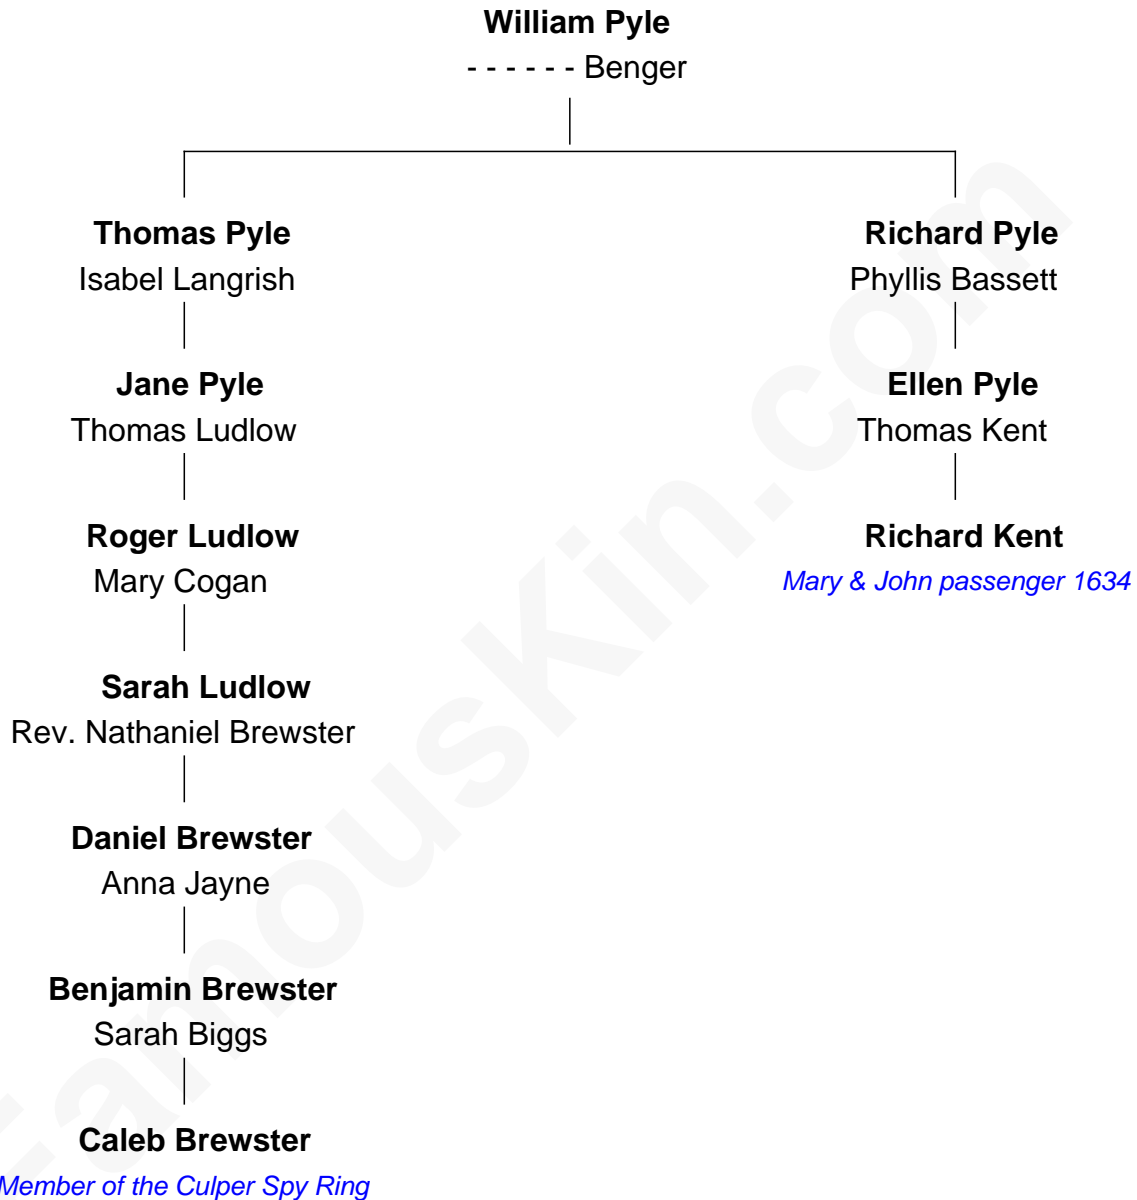 William Pyle
- - - - - - Benger
Thomas Pyle
Isabel Langrish
Richard Pyle
Phyllis Bassett
Jane Pyle
Thomas Ludlow
Ellen Pyle
Thomas Kent
Roger Ludlow
Mary Cogan
Richard Kent
Mary & John passenger 1634
Sarah Ludlow
Rev. Nathaniel Brewster
Daniel Brewster
Anna Jayne
Benjamin Brewster
Sarah Biggs
Caleb Brewster
Member of the Culper Spy Ring
FamousKin.com